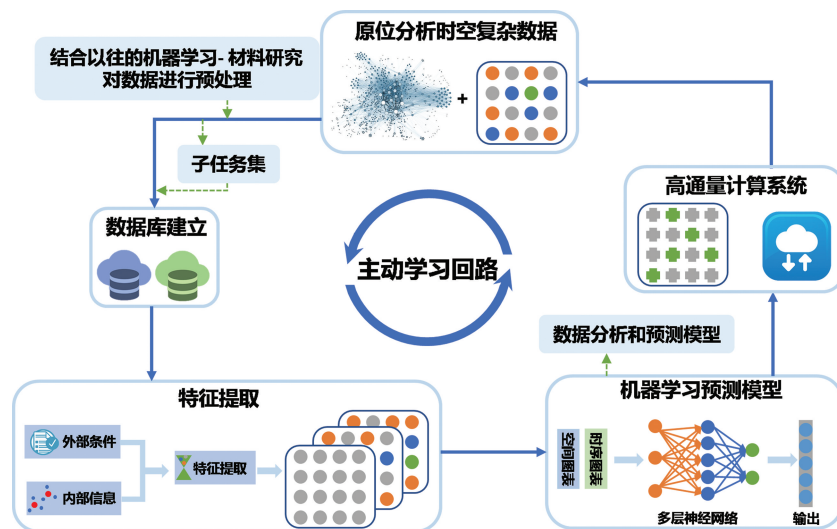 原位分析时空复杂数据
+
结合以往的机器学习-材料研究
对数据进行预处理
子任务集
数据库建立
主动学习回路
高通量计算系统
数据分析和预测模型
特征提取
外部条件
内部信息
特征提取
机器学习预测模型
空间图表
时序图表
多层神经网络
输出